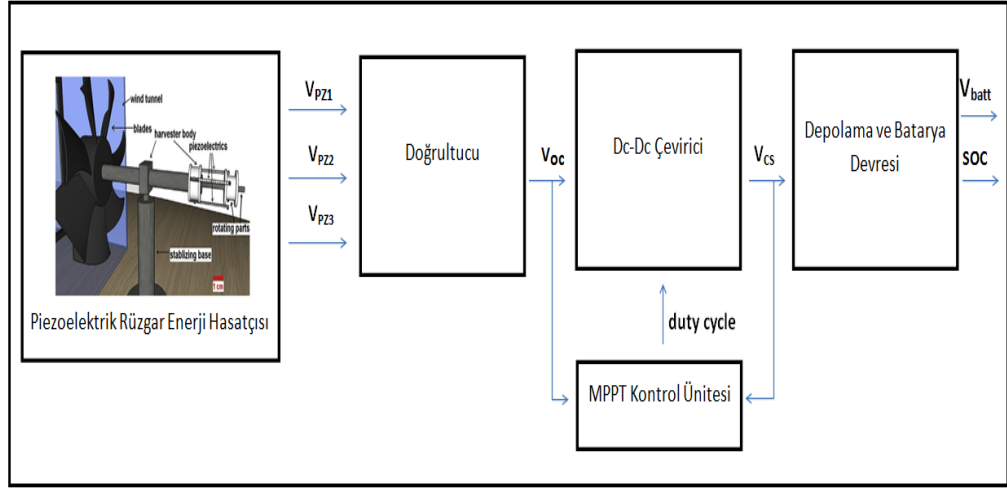 wind tunnel
blades
harvester body
piezoelectrics
rotating parts
stablizing base
1 cm
Piezoelektrik Rüzgar Enerji Hasatçısı
VPZ1
VPZ2
VPZ3
Doğrultucu
Voc
Dc-Dc Çevirici
duty cycle
MPPT Kontrol Ünitesi
Vcs
Depolama ve Batarya
Devresi
Vbatt
SOC